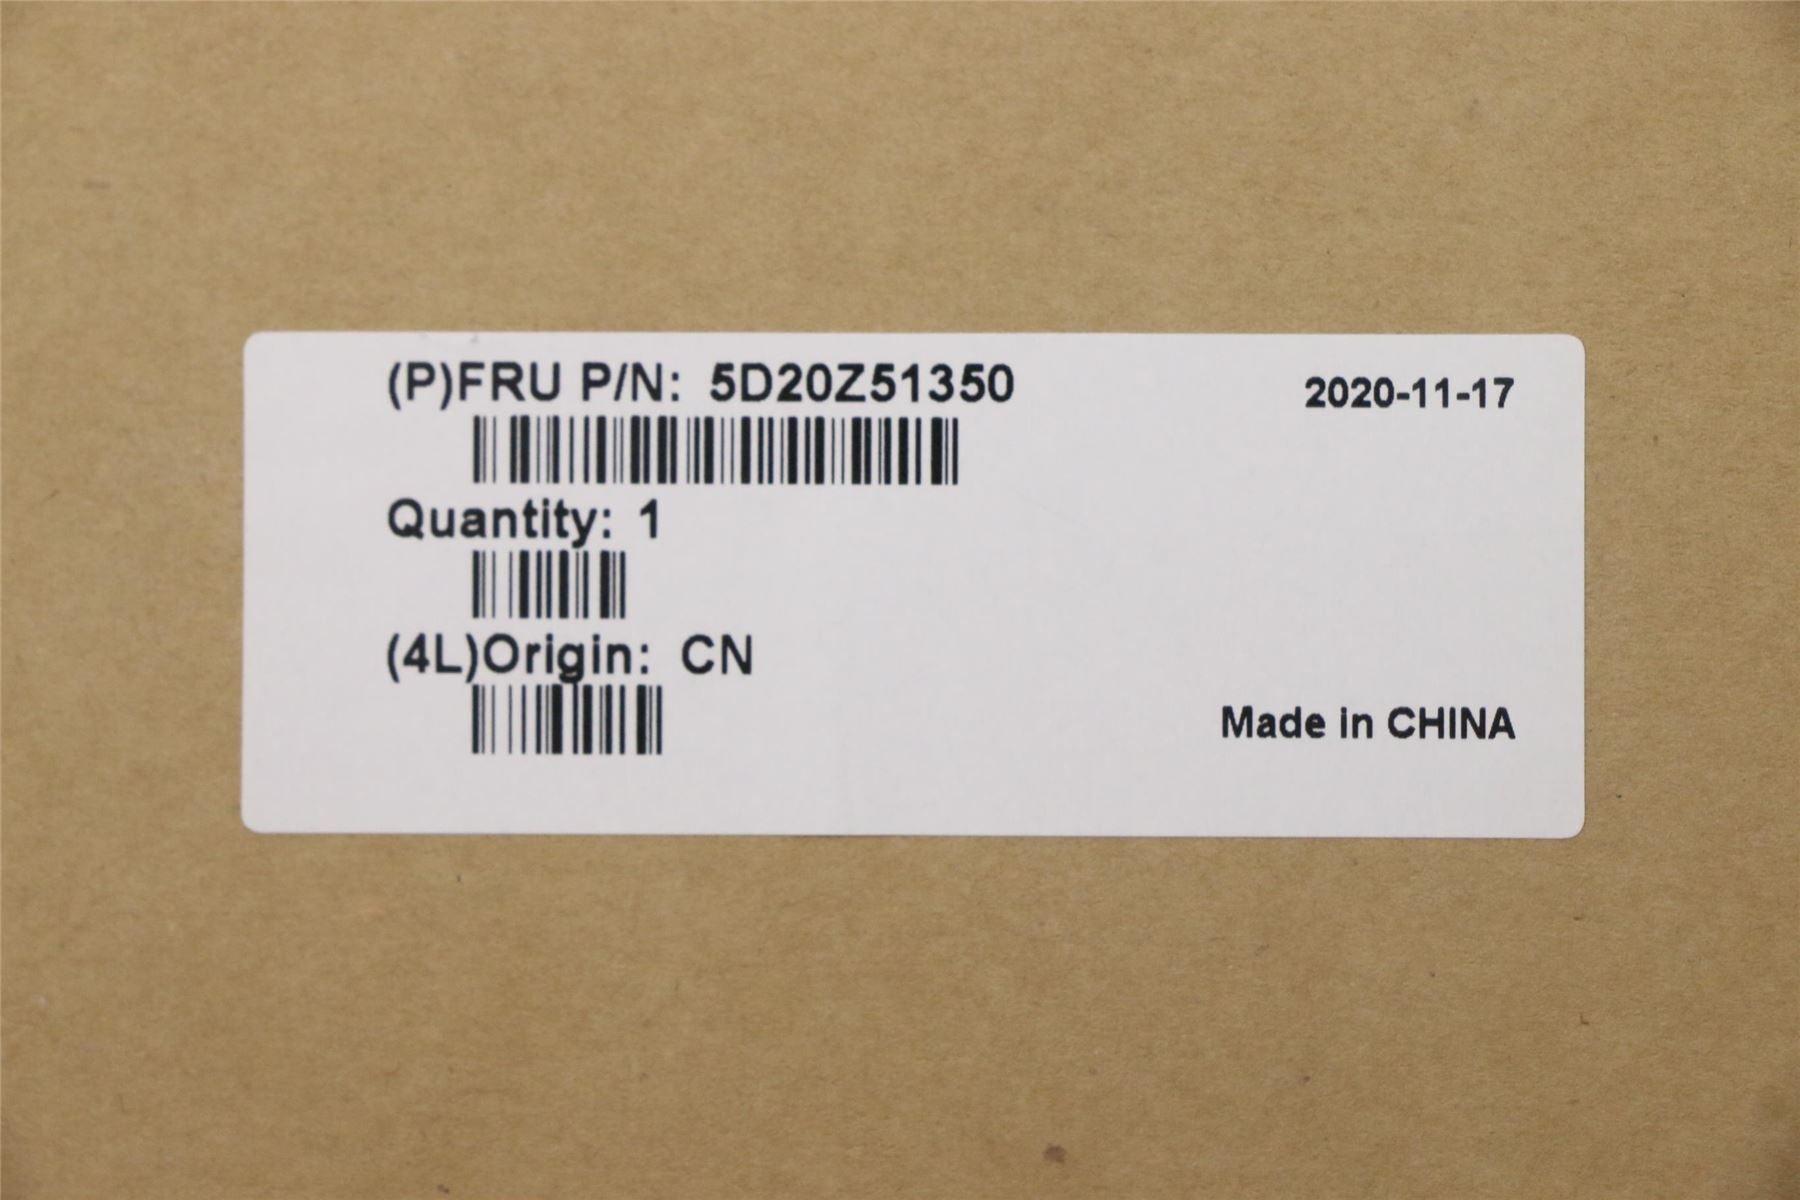 (P)FRU P/N: 5D20Z51350
2020-11-17
Quantity: 1
(4L)Origin: CN
Made in CHINA